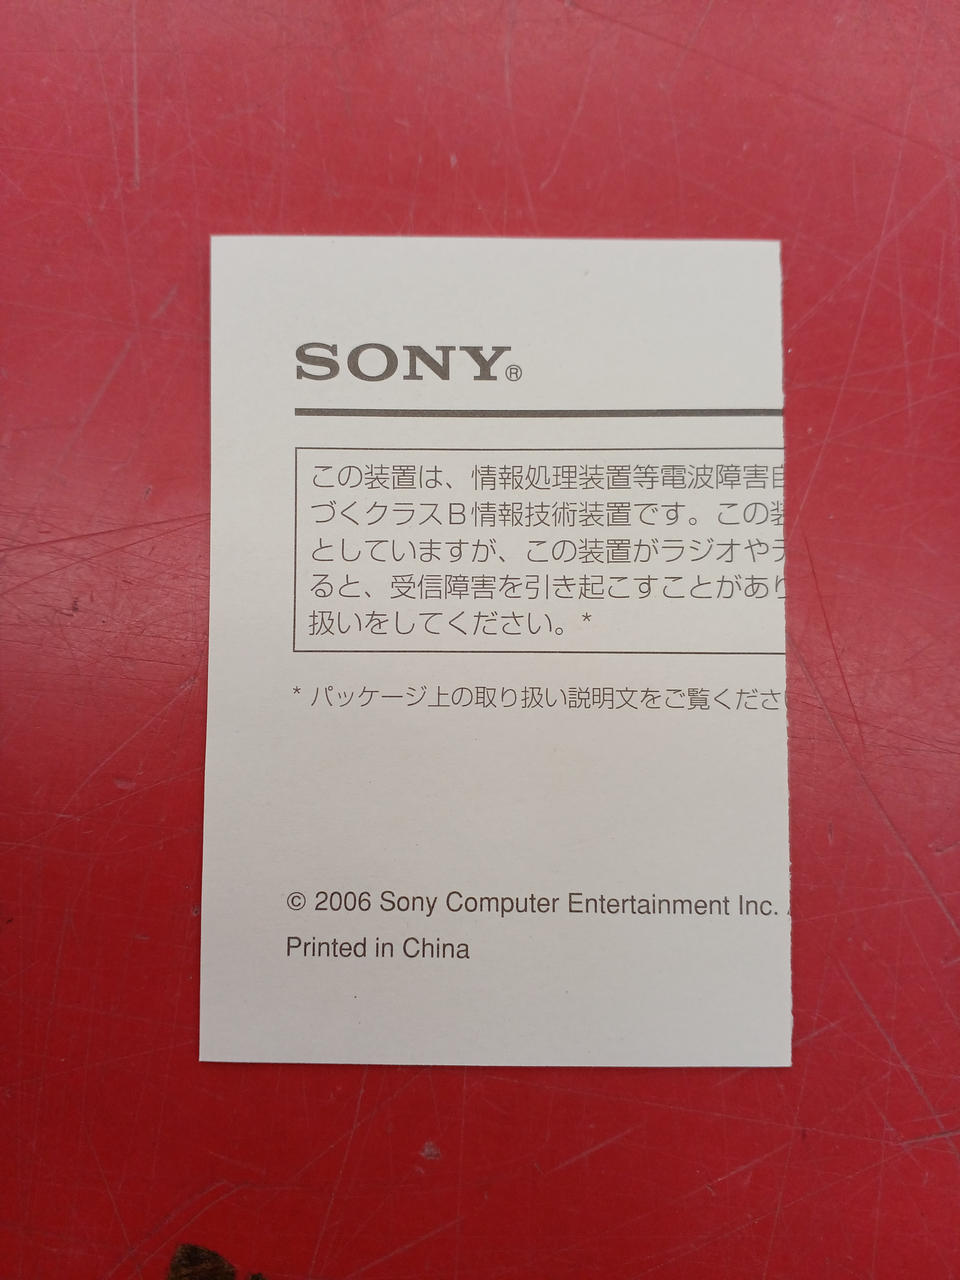 SONY®
この装置は、情報処理装置等電波障害自
づくクラスB情報技術装置です。この装
としていますが、この装置がラジオやテ
ると、受信障害を引き起こすことがあり
扱いをしてください。*
* パッケージ上の取り扱い説明文をご覧くださ
© 2006 Sony Computer Entertainment Inc.
Printed in China